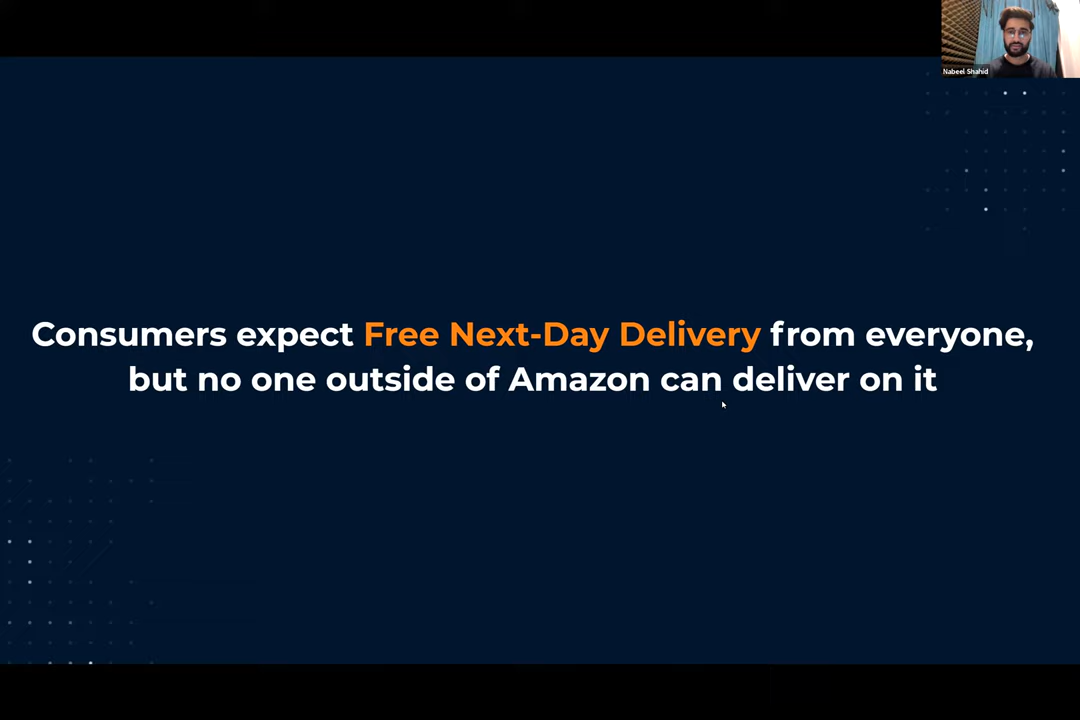 Nabeel Shahid
Consumers expect Free Next-Day Delivery from everyone,
but no one outside of Amazon can deliver on it